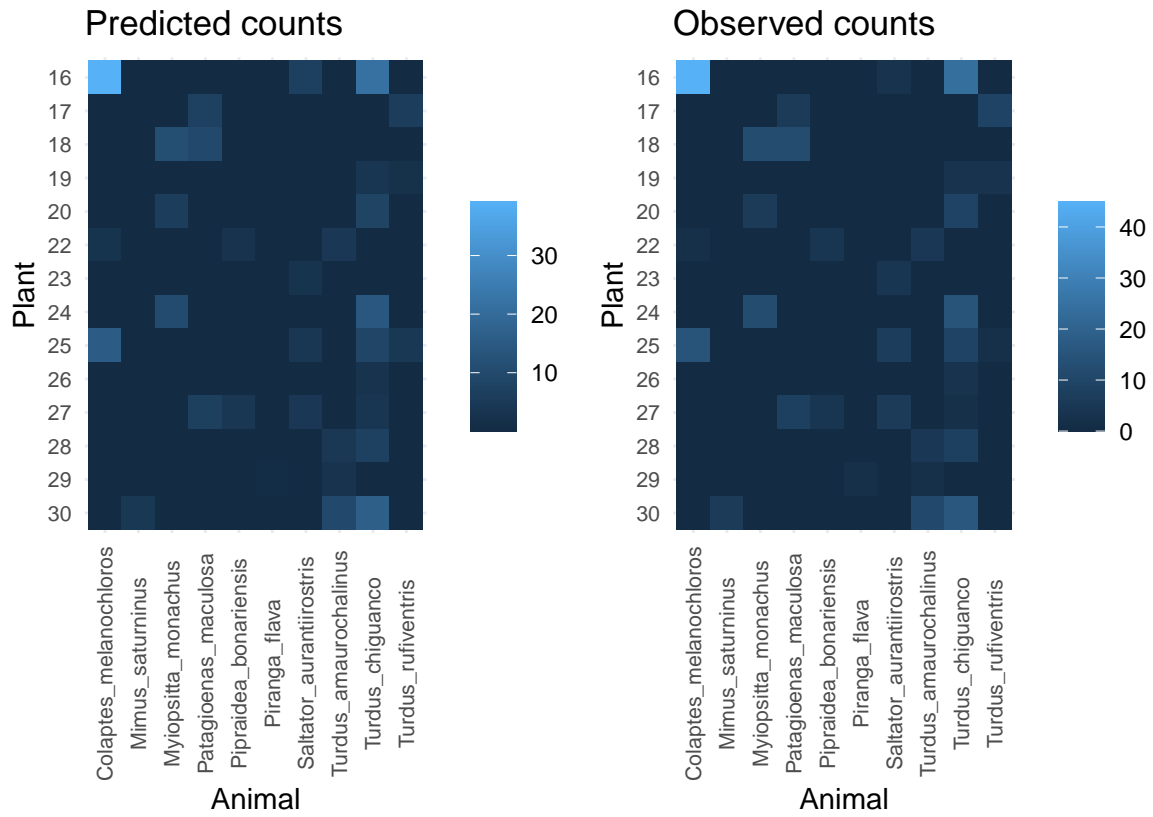 Predicted counts
Plant
16
17
18
19
20
22
23
24
25
26
27
28
29
30
Colaptes_melanochloros
Mimus_saturninus
Myiopsitta_monachus
Patagioenas_maculosa
Pipraidea_bonariensis
Piranga_flava
Saltator_aurantiirostris
Turdus_amaurochalinus
Turdus_chiguanco
Turdus_rufiventris
Animal
30
20
10
Observed counts
Plant
16
17
18
19
20
22
23
24
25
26
27
28
29
30
Colaptes_melanochloros
Mimus_saturninus
Myiopsitta_monachus
Patagioenas_maculosa
Pipraidea_bonariensis
Piranga_flava
Saltator_aurantiirostris
Turdus_amaurochalinus
Turdus_chiguanco
Turdus_rufiventris
Animal
40
30
20
10
0